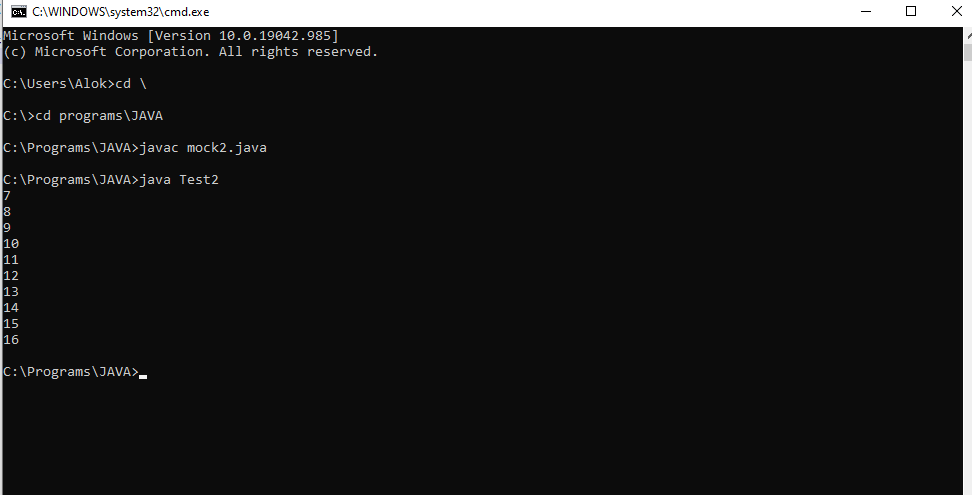 C:\WINDOWS\system32\cmd.exe
Microsoft Windows [Version 10.0.19042.985]
(c) Microsoft Corporation. All rights reserved.
C:\Users\Alok>cd \
C:\>cd programs\JAVA
C:\Programs\JAVA>javac mock2.java
C:\Programs\JAVA>java Test2
7
8
9
10
11
12
13
14
15
16
C:\Programs\JAVA>